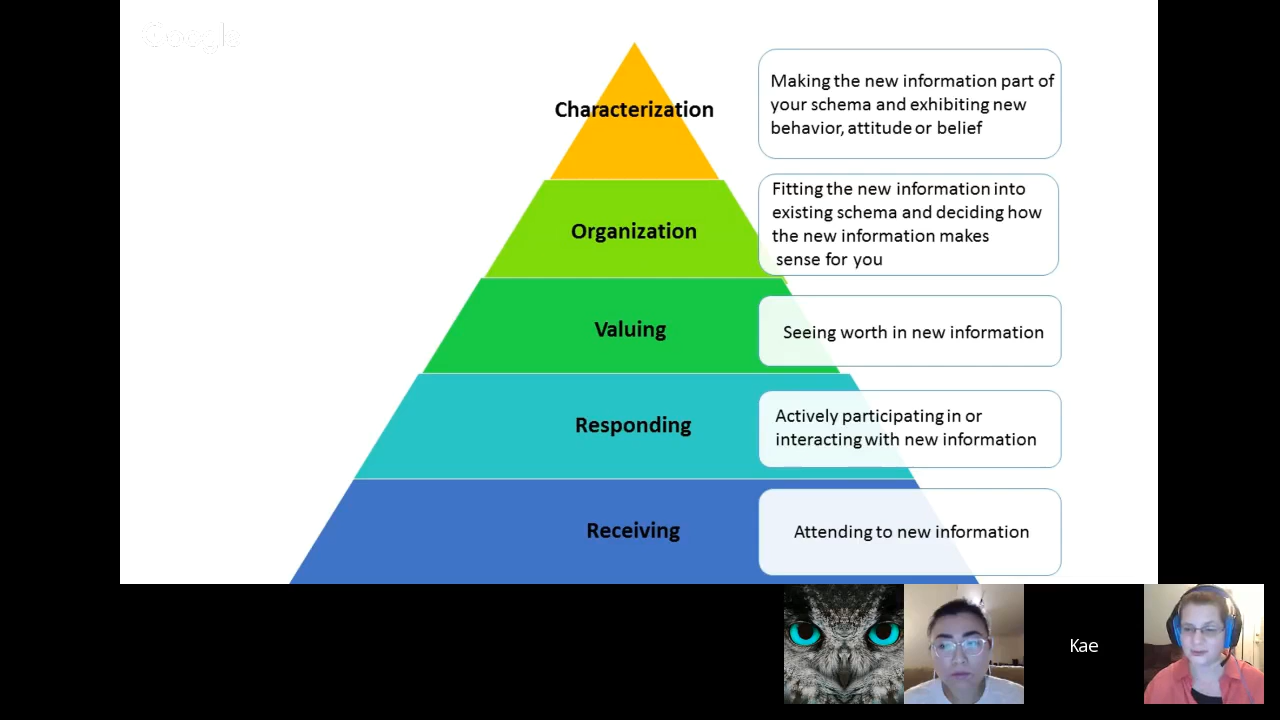 Google
Characterization
Making the new information part of
your schema and exhibiting new
behavior, attitude or belief
Organization
Fitting the new information into
existing schema and deciding how
the new information makes
sense for you
Valuing
Seeing worth in new information
Responding
Actively participating in or
interacting with new information
Receiving
Attending to new information
Kae